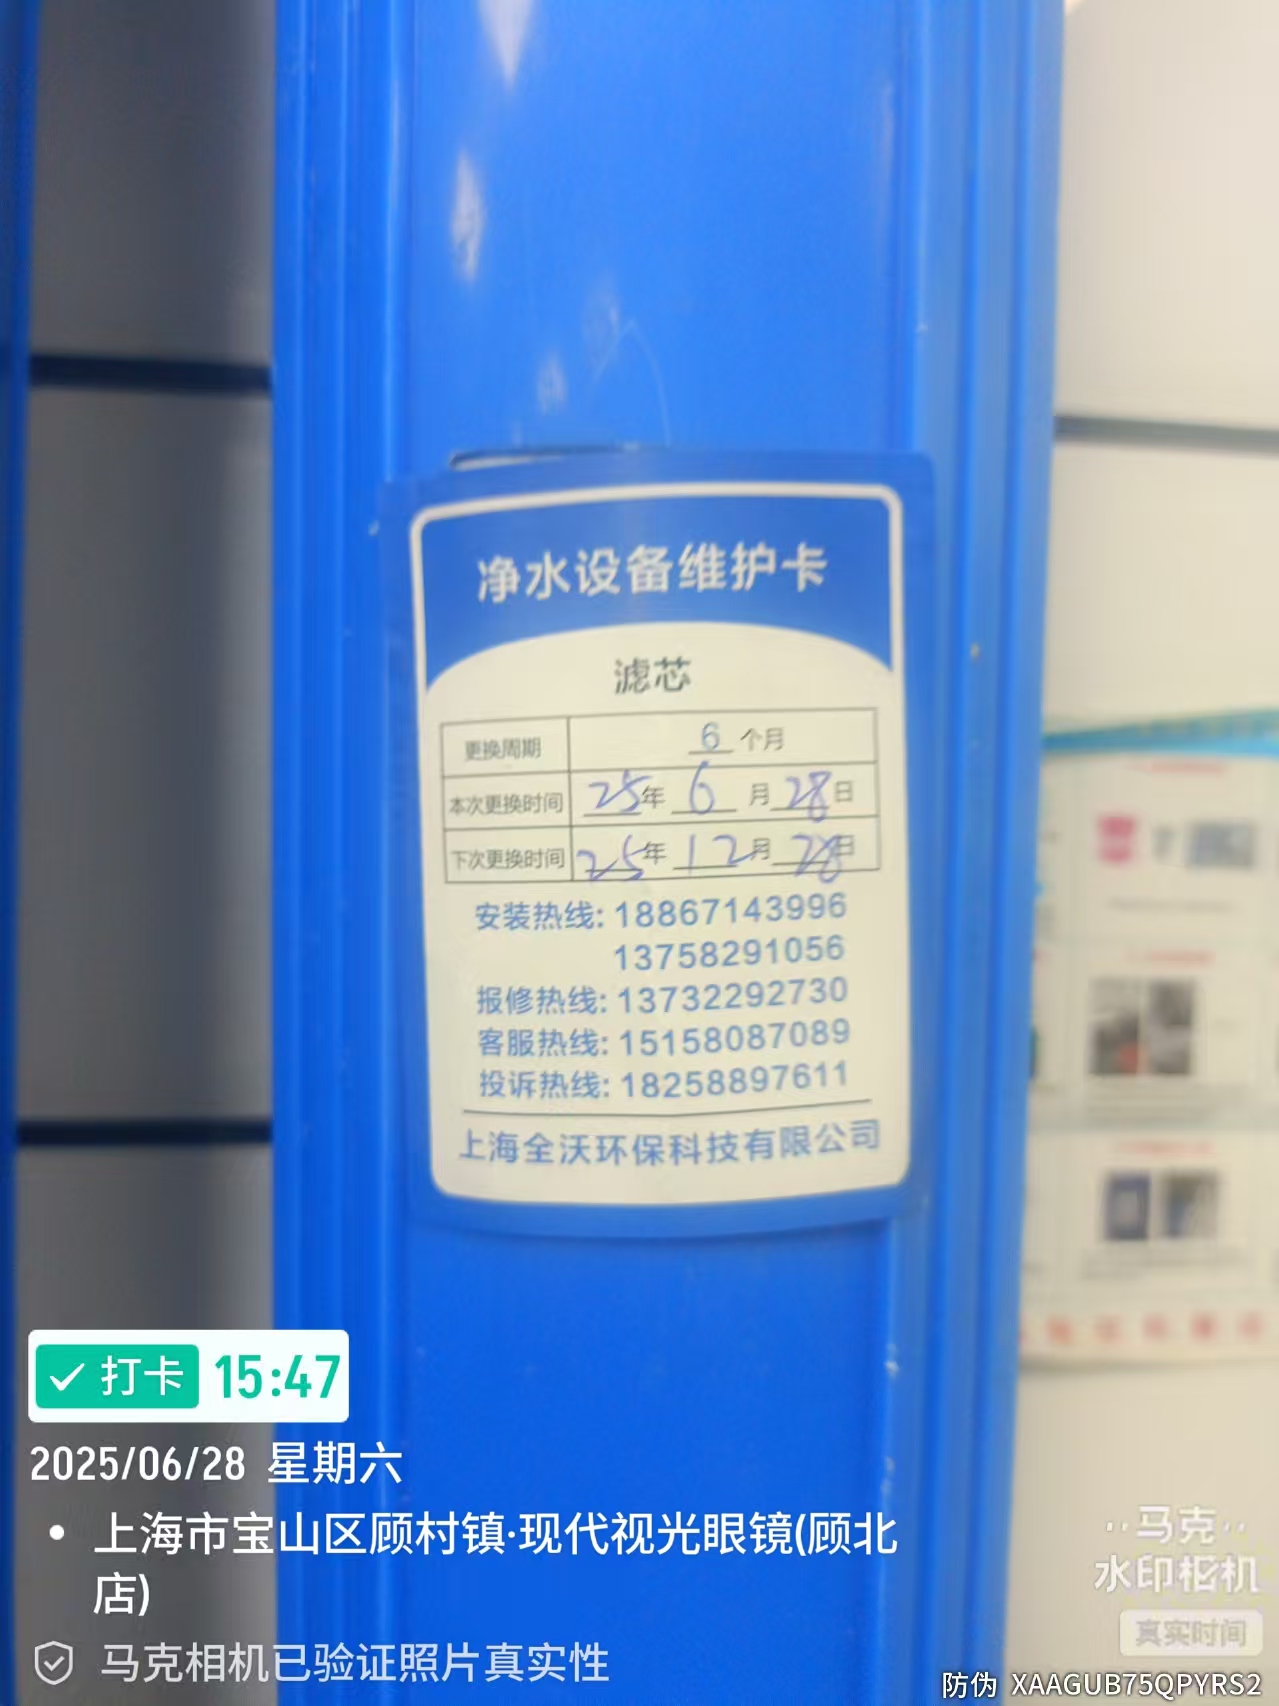 净水设备维护卡
滤芯
更换周期 6 个月
本次更换时间 25年 6 月 28日
下次更换时间 25年 12月 28日
安装热线: 18867143996
13758291056
报修热线: 13732292730
客服热线: 15158087089
投诉热线: 18258897611
上海全沃环保科技有限公司
打卡 15:47
2025/06/28 星期六
上海市宝山区顾村镇·现代视光眼镜(顾北
店)
马克相机已验证照片真实性
马克
水印相机
真实时间
防伪 XAAGUB75QPYRS2